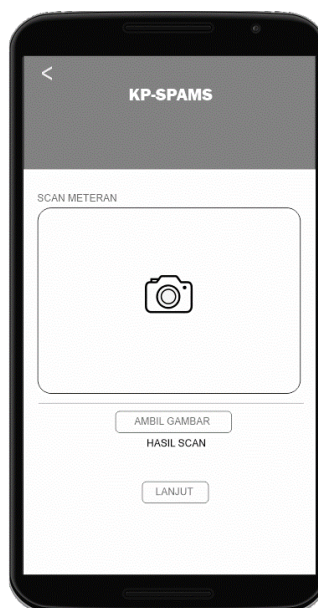 <
KP-SPAMS
SCAN METERAN
AMBIL GAMBAR
HASIL SCAN
LANJUT